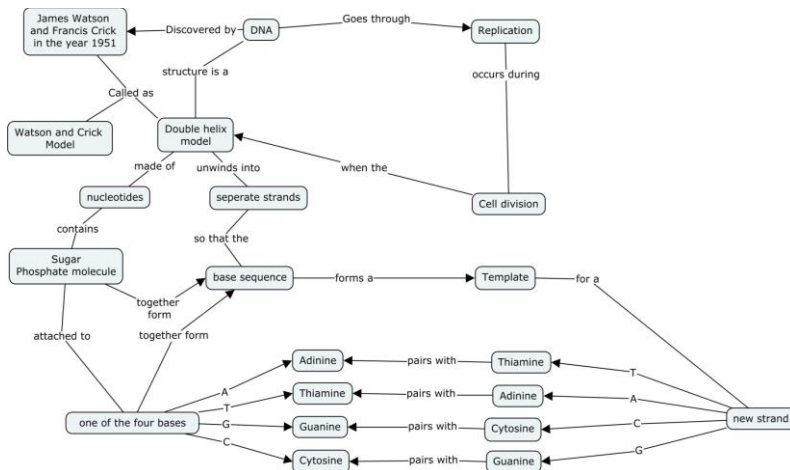 James Watson
and Francis Crick
in the year 1951
Discovered by
DNA
Goes through
Replication
structure is a
occurs during
Called as
Watson and Crick
Model
Double helix
model
made of
unwinds into
when the
nucleotides
seperate strands
Cell division
contains
so that the
Sugar
Phosphate molecule
base sequence
forms a
Template
for a
together
form
attached to
together form
Adinine
pairs with
Thiamine
A
T
Thiamine
pairs with
Adinine
T
A
one of the four bases
new strand
G
Guanine
pairs with
Cytosine
C
C
Cytosine
pairs with
Guanine
G